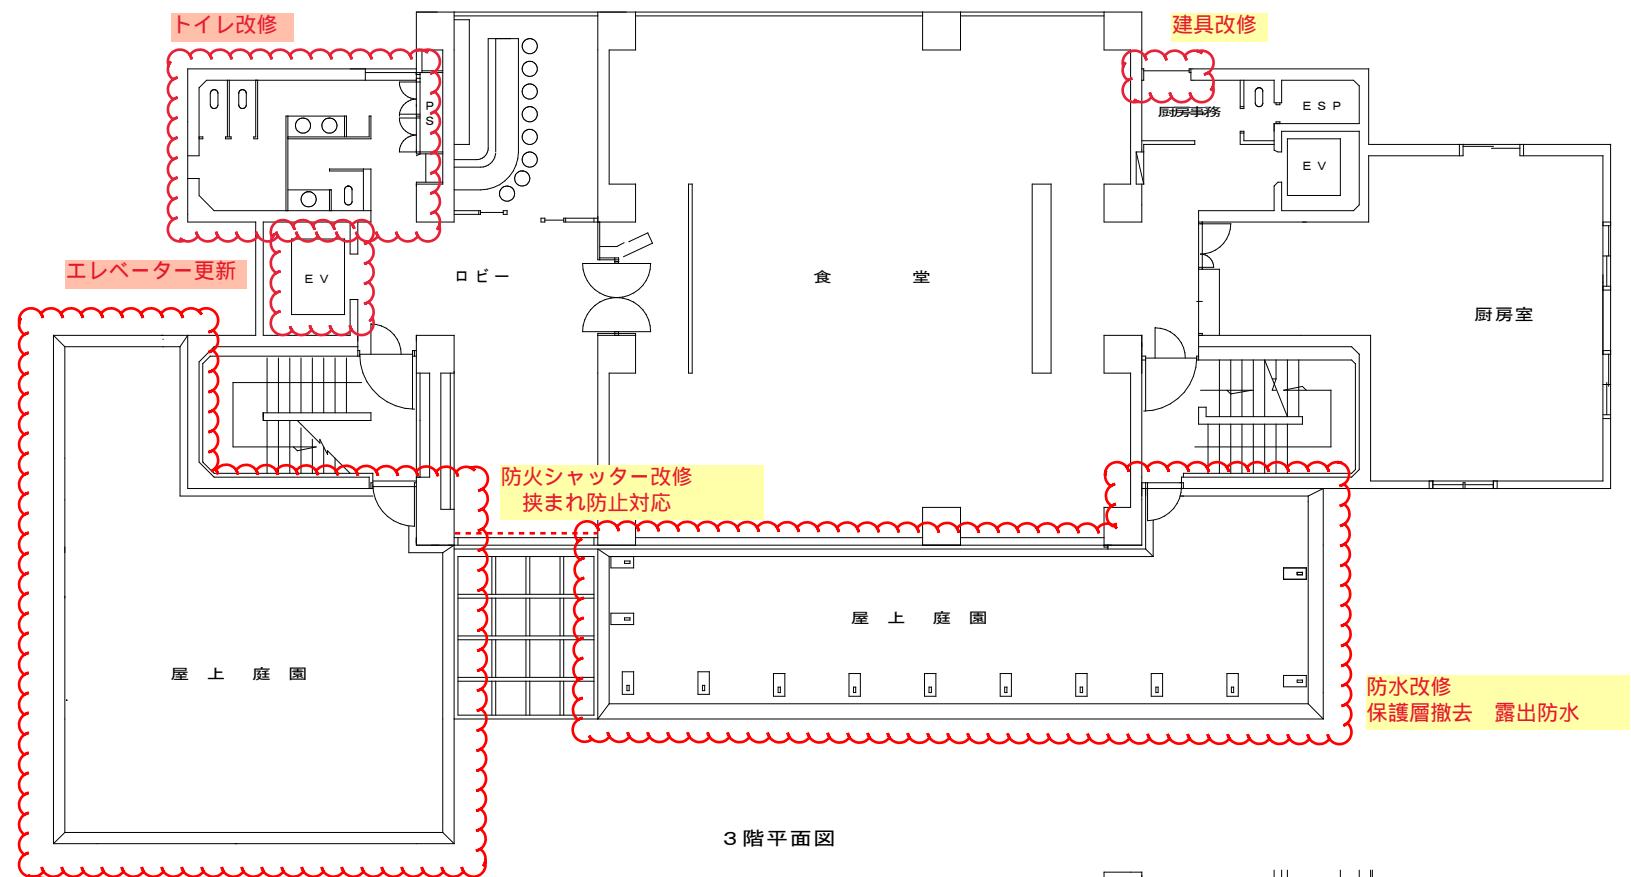 トイレ改修
建具改修
P
S
厨房事務
ESP
EV
エレベーター更新
EV
ロビー
食堂
厨房室
防火シャッター改修
挟まれ防止対応
屋上庭園
屋上庭園
防水改修
保護層撤去　露出防水
3階平面図